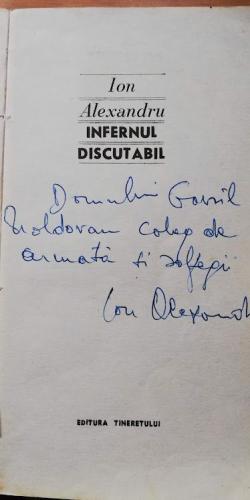 Ion
Alexandru
INFERNUL
DISCUTABIL
Domnului Gavril
Moldovan coleg de
armată și solfegii
Ion Alexandru
EDITURA TINERETULUI